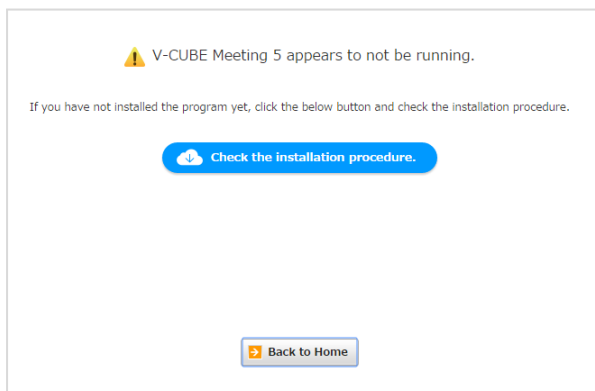 V-CUBE Meeting 5 appears to not be running.
If you have not installed the program yet, click the below button and check the installation procedure.
Check the installation procedure.
Back to Home